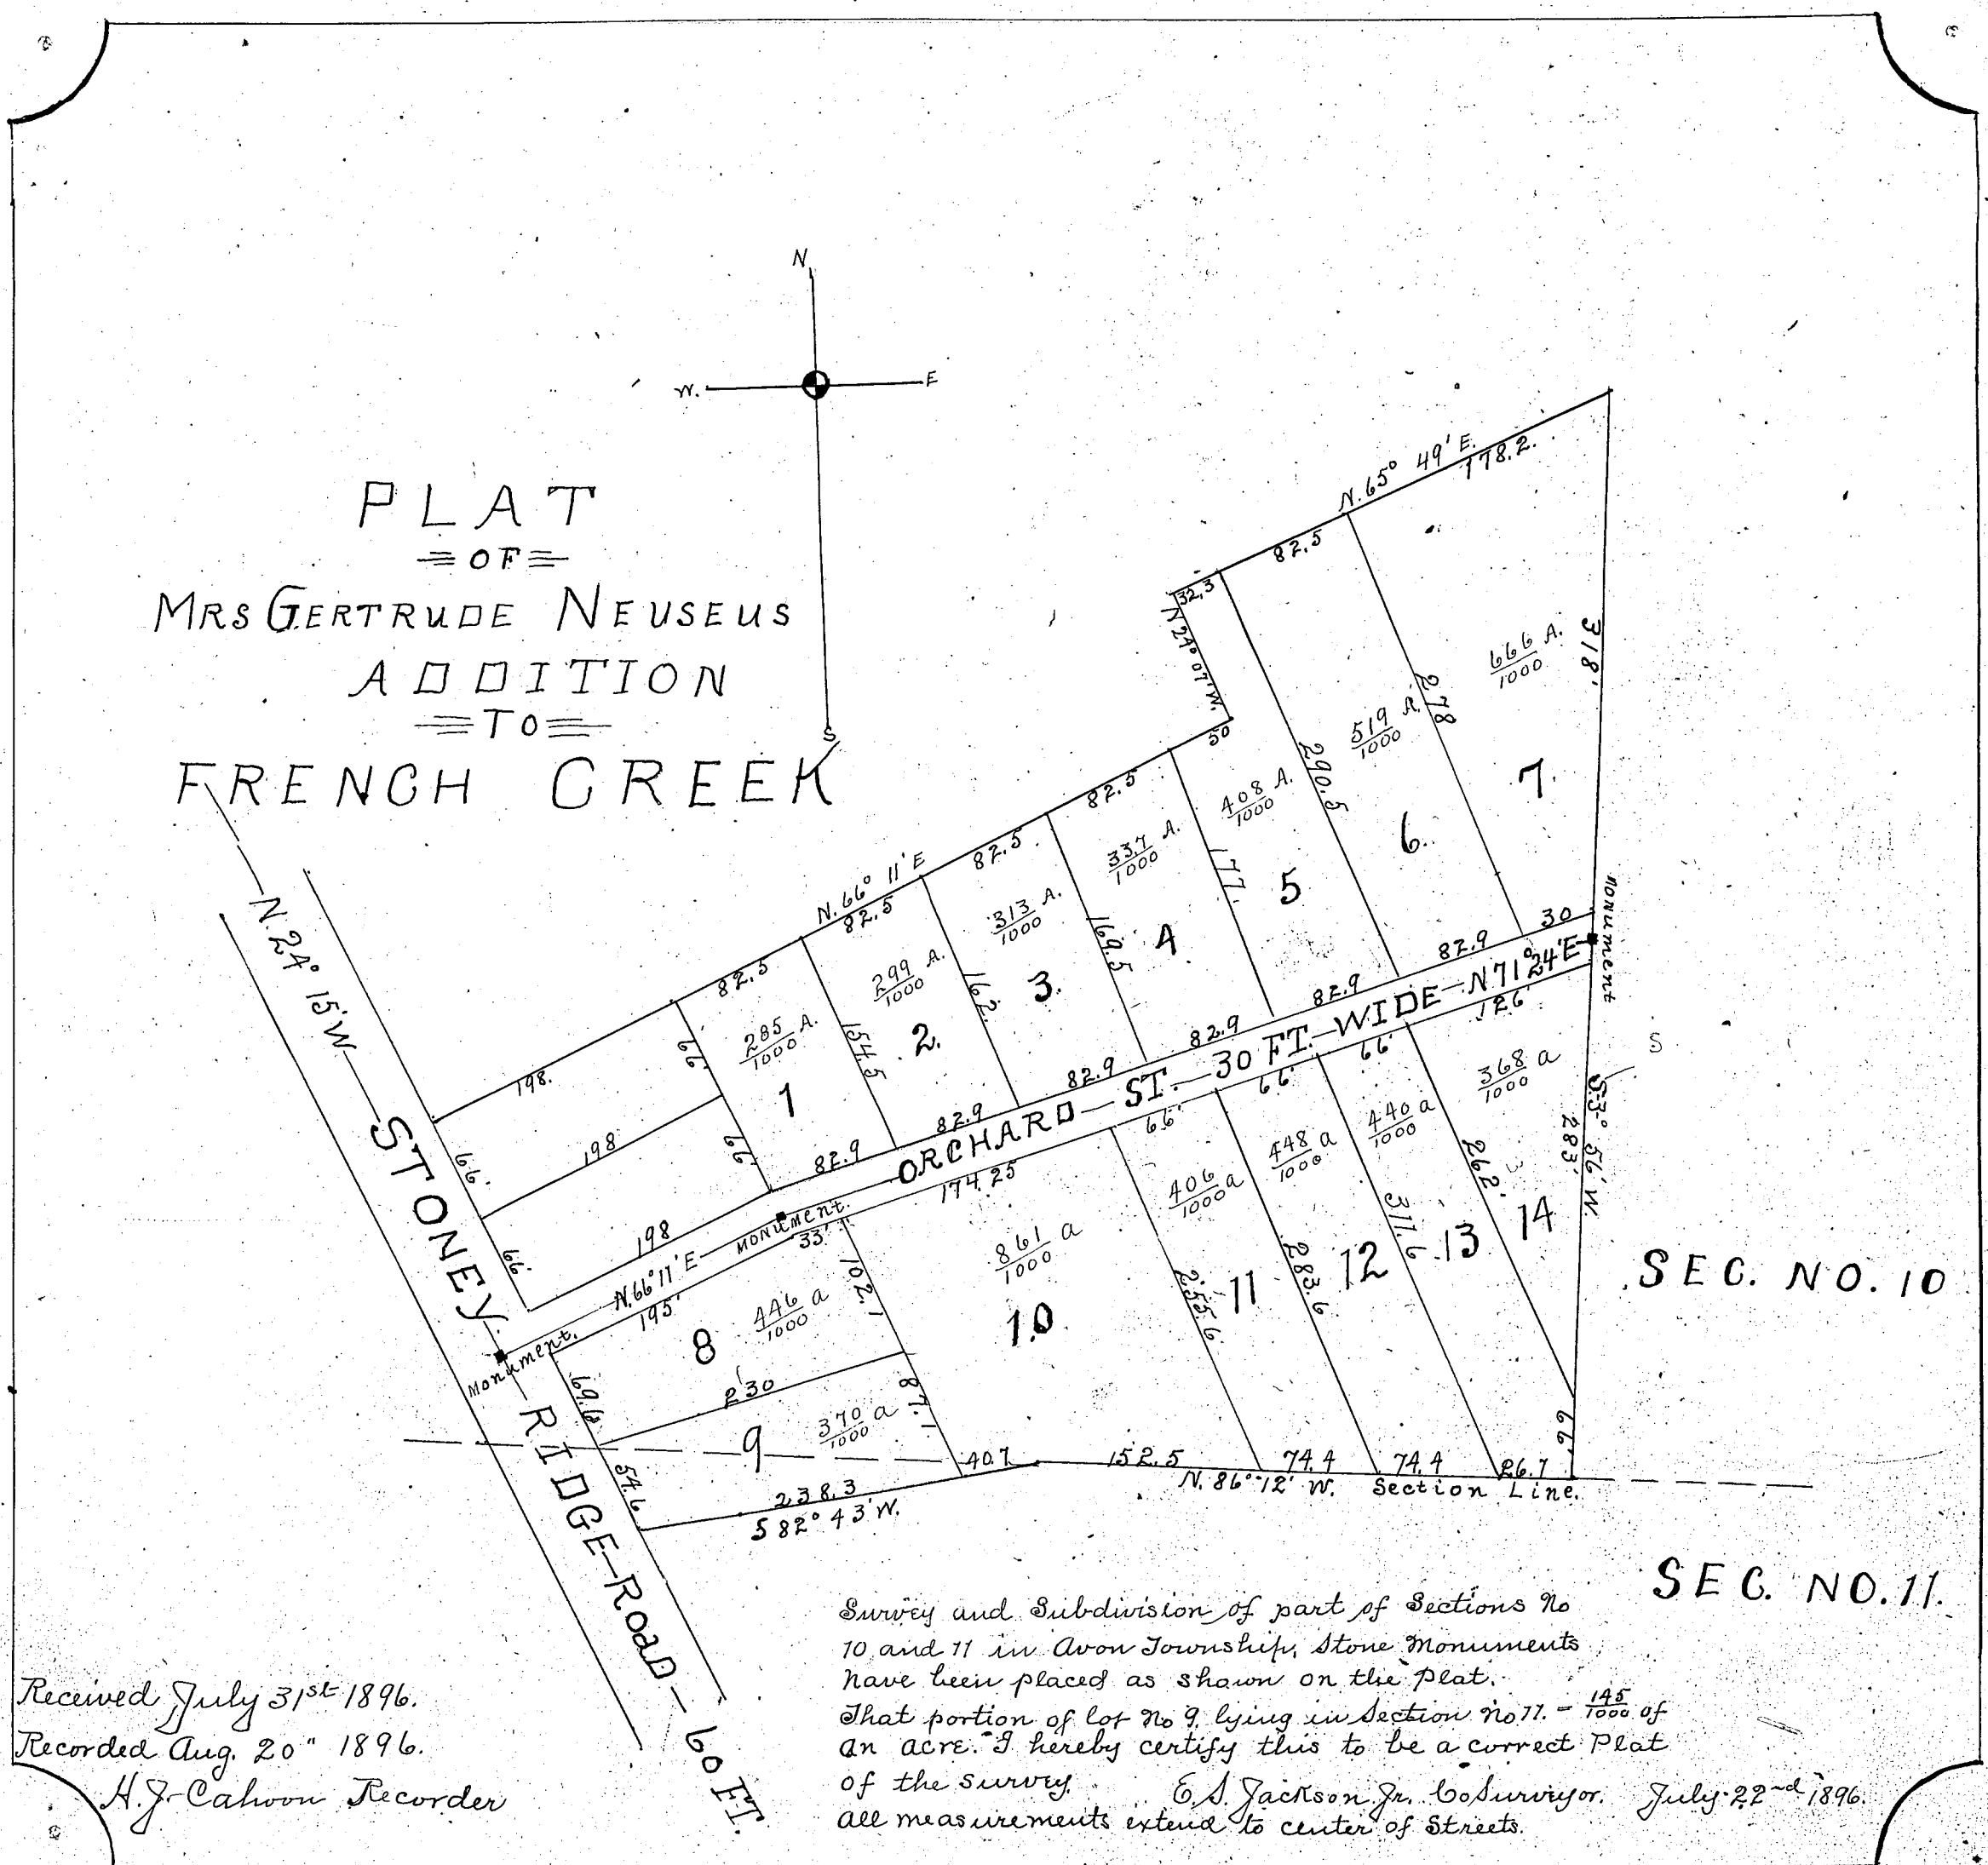 N.
W.
E
S
PLAT
=OF=
MRS GERTRUDE NEUSEUS
ADDITION
=TO=
FRENCH CREEK
N. 65° 49' E.
178.2.
82.5
32.3
N 24° 07' W.
50
666/1000 A.
318'
278
519/1000 A.
290.5
7.
6.
408/1000 A.
177.
5
82.5
337/1000 A.
169.5
4
82.5
313/1000 A.
162.
3.
N. 66° 11' E
82.5
299/1000 A.
154.5
2.
82.5
285/1000 A.
1
66
66
198.
198
198
66.
66.
82.9
82.9
82.9
82.9
82.9
82.9
30
Monument
N. 24° 15' W.
STONEY RIDGE ROAD 60 FT.
Monument.
N. 66° 11' E
Monument.
ORCHARD ST. 30 FT. WIDE N 71° 24' E
195'
33'
174.25
66'
66'
66'
126'
8
446/1000 a
102.1
69.6
230
9
370/1000 a
87.1
54.6
238.3
S 82° 43' W.
40.7
861/1000 a
10.
152.5
406/1000 a
255.6
11
448/1000 a
283.6
12
440/1000 a
311.6
13
368/1000 a
262.
14
S 3° 56' W.
283'
66.
74.4
74.4
26.7
N. 86° 12' W. Section Line.
S
SEC. NO. 10
SEC. NO. 11.
Survey and Subdivision of part of Sections No
10 and 11 in Avon Township, Stone Monuments
have been placed as shown on the Plat.
That portion of lot No 9. lying in Section No 11. = 145/1000 of
an acre. I hereby certify this to be a correct Plat
of the survey. E. S. Jackson Jr. Co Surveyor. July 22nd 1896.
All measurements extend to center of Streets.
Received July 31st 1896.
Recorded Aug. 20" 1896.
H. J. Cahoon Recorder